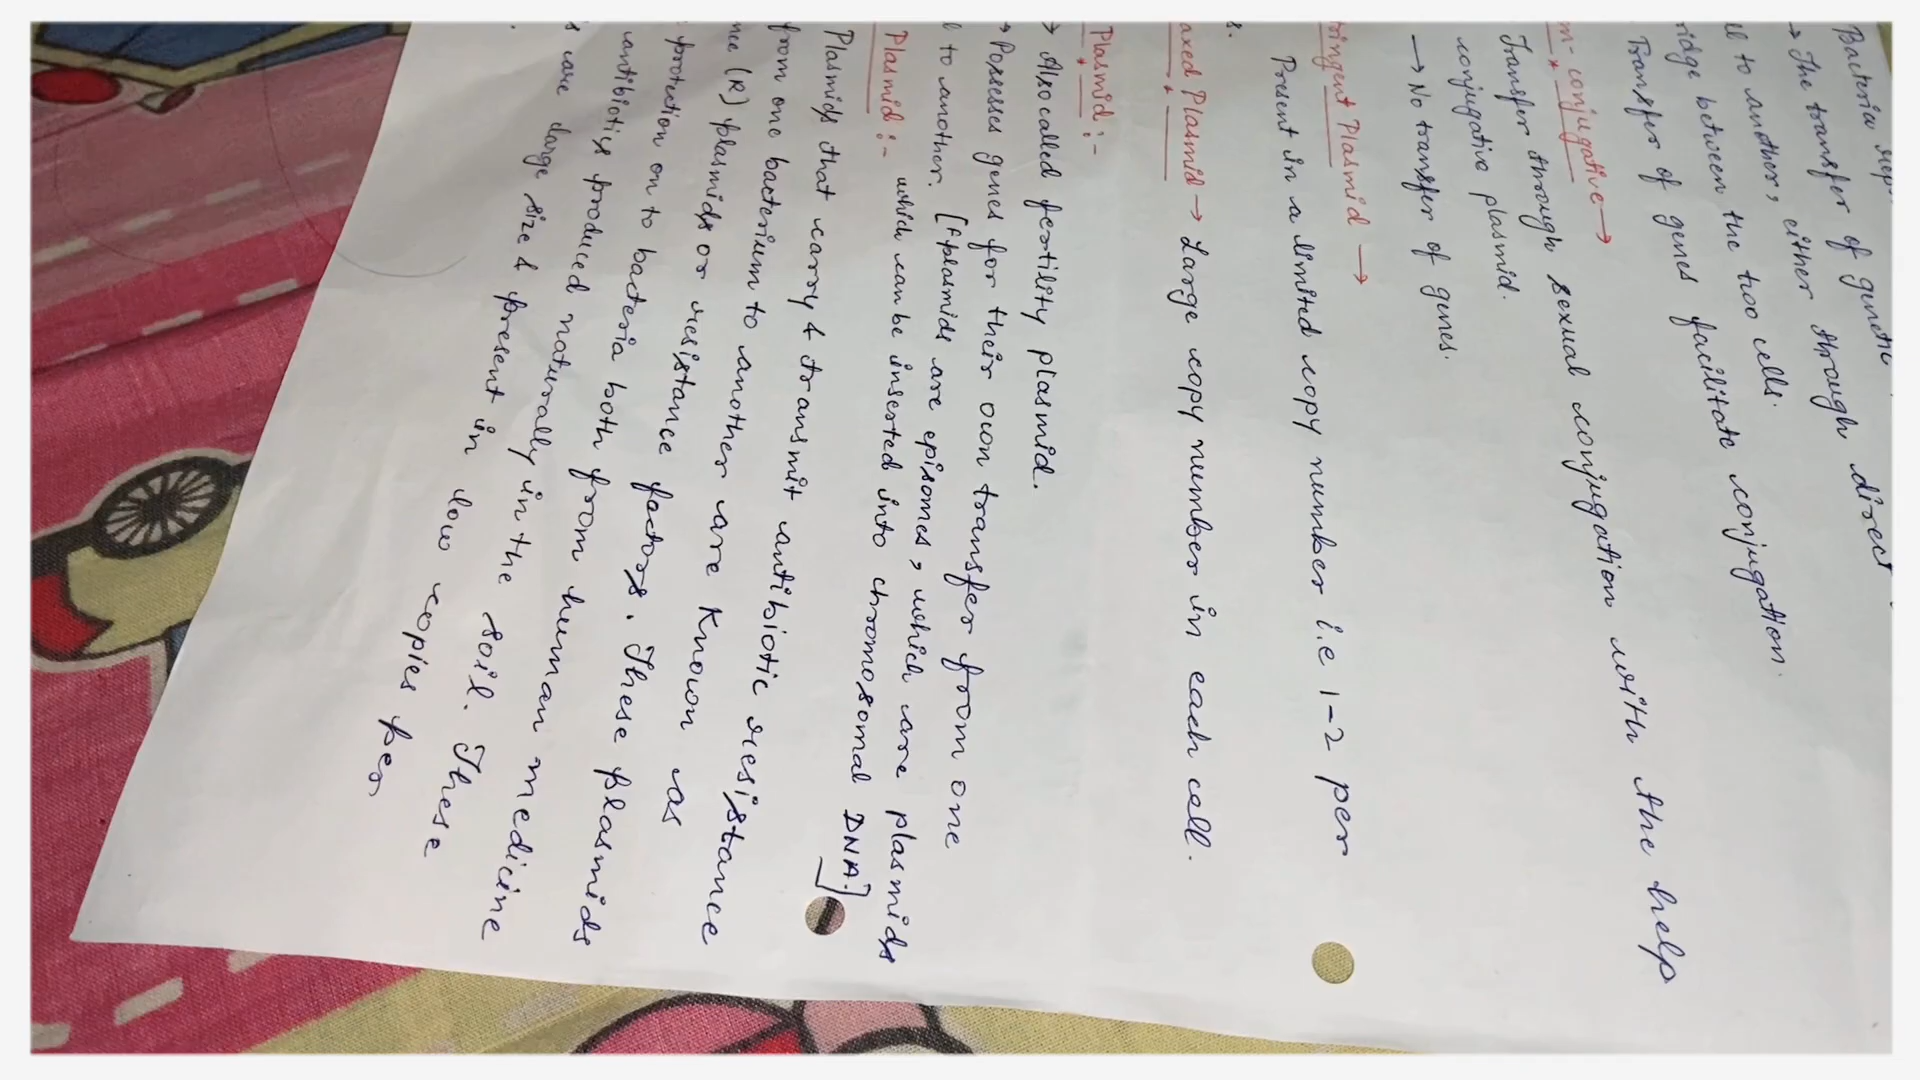 Bacteria rep
→ The transfer of genetic
ll to another, either through direct
ridge between the two cells.
Transfer of genes facilitate conjugation.
n-conjugative →
Transfer through sexual conjugation with the help
conjugative plasmid.
→ No transfer of genes.
tringent Plasmid →
Present in a limited copy number i.e 1-2 per
s.
axed Plasmid → Large copy number in each cell.
Plasmid :-
→ Also called fertility plasmid.
→ Possesses genes for their own transfer from one
l to another. [F plasmids are episomes, which are plasmids
which can be inserted into chromosomal DNA.]
Plasmid :-
Plasmids that carry & transmit antibiotic resistance
from one bacterium to another are known as
nce (R) plasmids or resistance factors. These plasmids
protection on to bacteria both from human medicine
antibiotics produced naturally in the soil. These
s are large size & present in low copies per
.